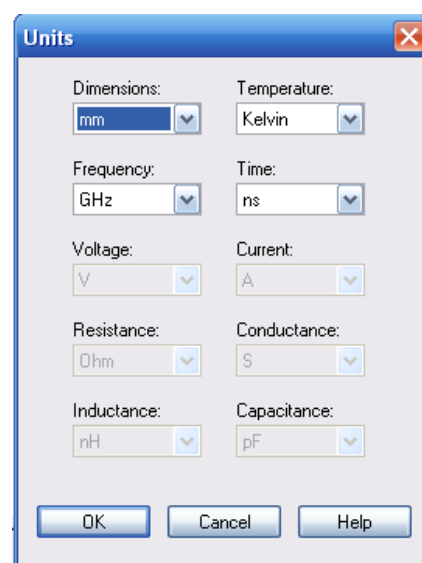 Units
Dimensions: Temperature:
mm Kelvin
Frequency: Time:
GHz ns
Voltage: Current:
V A
Resistance: Conductance:
Ohm S
Inductance: Capacitance:
nH pF
OK Cancel Help